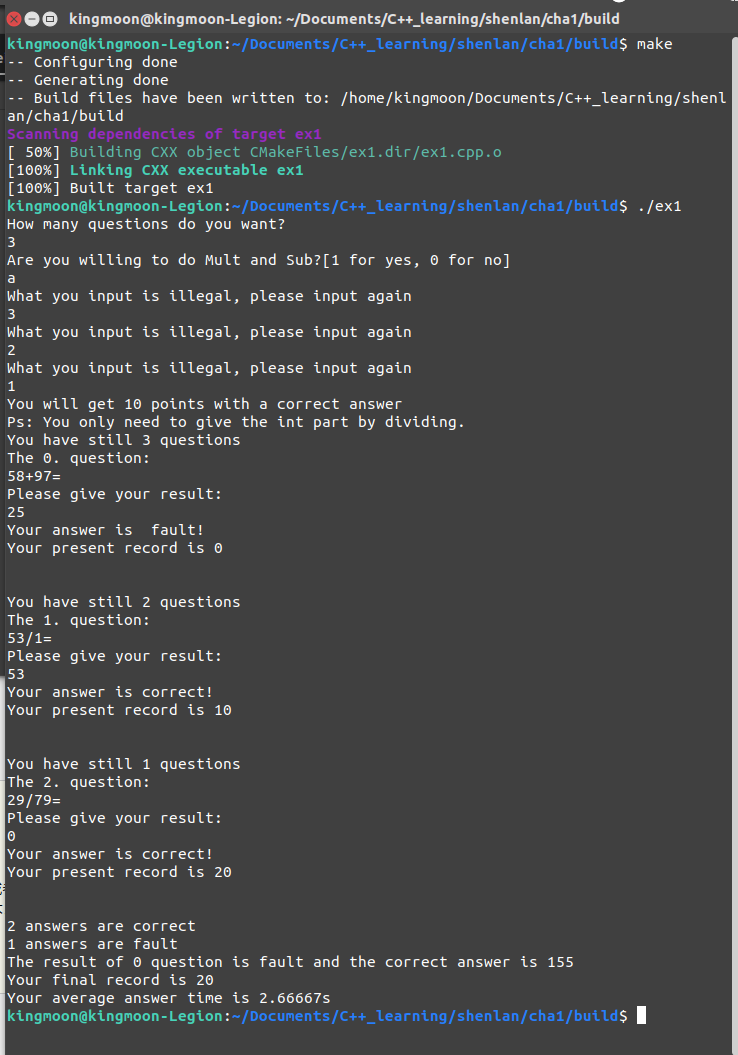 kingmoon@kingmoon-Legion: ~/Documents/C++_learning/shenlan/cha1/build
kingmoon@kingmoon-Legion:~/Documents/C++_learning/shenlan/cha1/build$ make
-- Configuring done
-- Generating done
-- Build files have been written to: /home/kingmoon/Documents/C++_learning/shenl
an/cha1/build
Scanning dependencies of target ex1
[ 50%] Building CXX object CMakeFiles/ex1.dir/ex1.cpp.o
[100%] Linking CXX executable ex1
[100%] Built target ex1
kingmoon@kingmoon-Legion:~/Documents/C++_learning/shenlan/cha1/build$ ./ex1
How many questions do you want?
3
Are you willing to do Mult and Sub?[1 for yes, 0 for no]
a
What you input is illegal, please input again
3
What you input is illegal, please input again
2
What you input is illegal, please input again
1
You will get 10 points with a correct answer
Ps: You only need to give the int part by dividing.
You have still 3 questions
The 0. question:
58+97=
Please give your result:
25
Your answer is  fault!
Your present record is 0
You have still 2 questions
The 1. question:
53/1=
Please give your result:
53
Your answer is correct!
Your present record is 10
You have still 1 questions
The 2. question:
29/79=
Please give your result:
0
Your answer is correct!
Your present record is 20
2 answers are correct
1 answers are fault
The result of 0 question is fault and the correct answer is 155
Your final record is 20
Your average answer time is 2.66667s
kingmoon@kingmoon-Legion:~/Documents/C++_learning/shenlan/cha1/build$